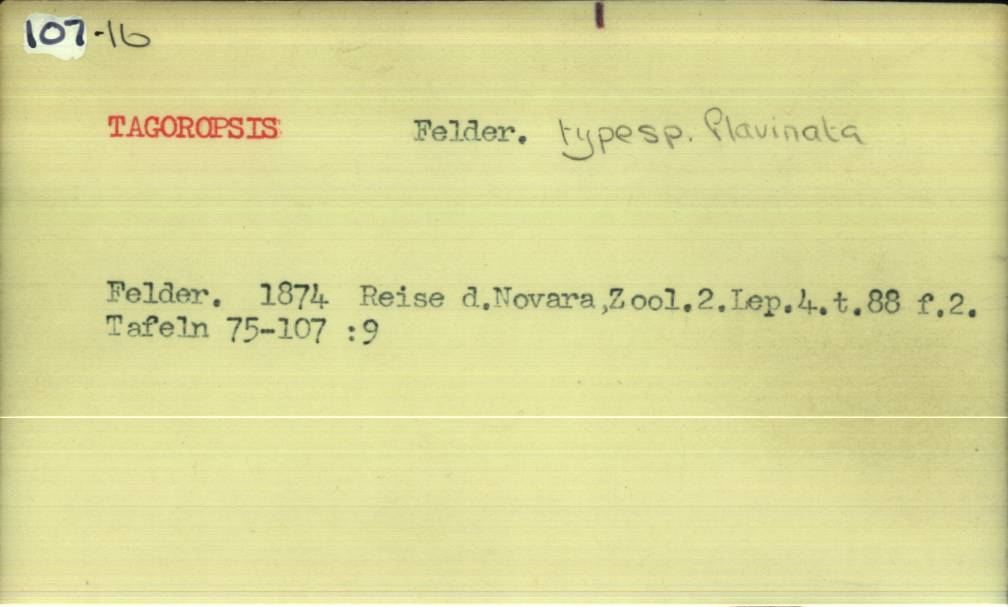 107-16
TAGOROPSIS Felder. typesp. flavinata
Felder. 1874 Reise d.Novara,Zool.2.Lep.4.t.88 f.2.
Tafeln 75-107 :9